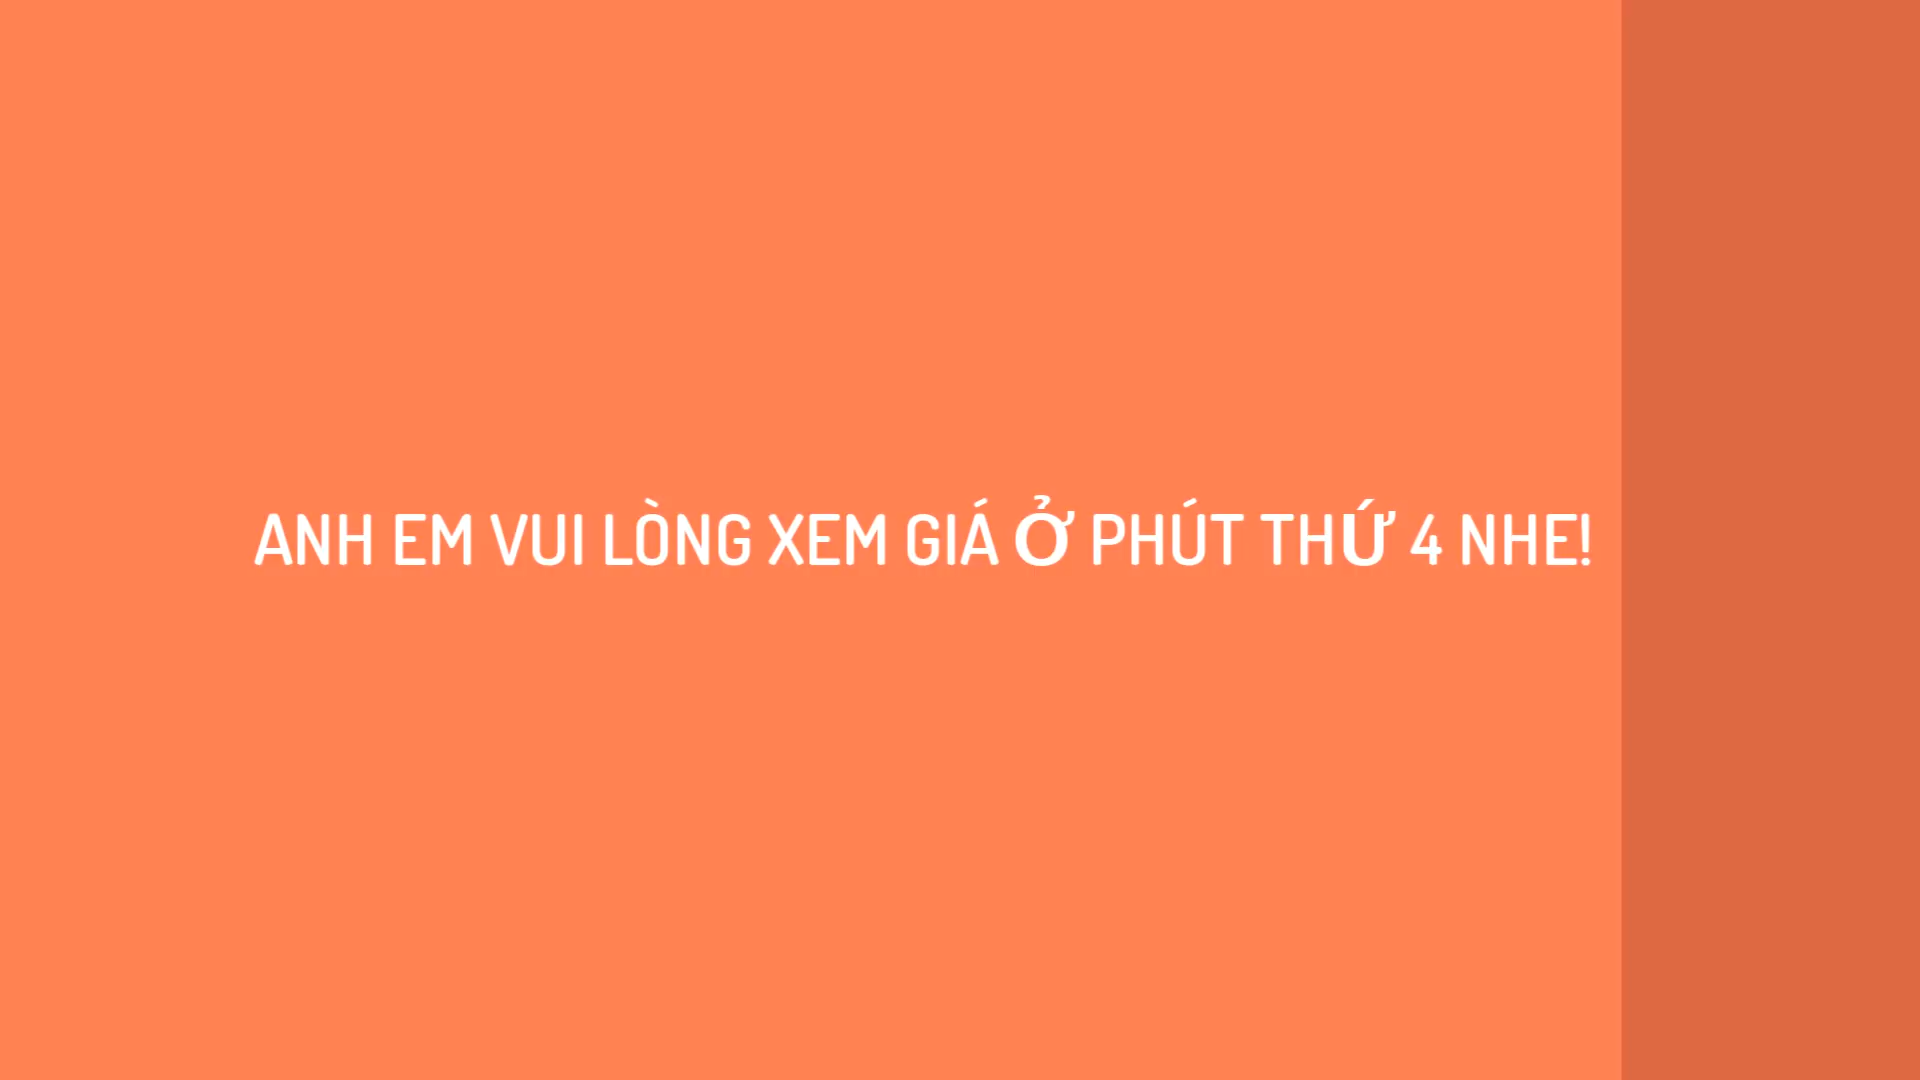 ANH EM VUI LÒNG XEM GIÁ Ở PHÚT THỨ 4 NHE!